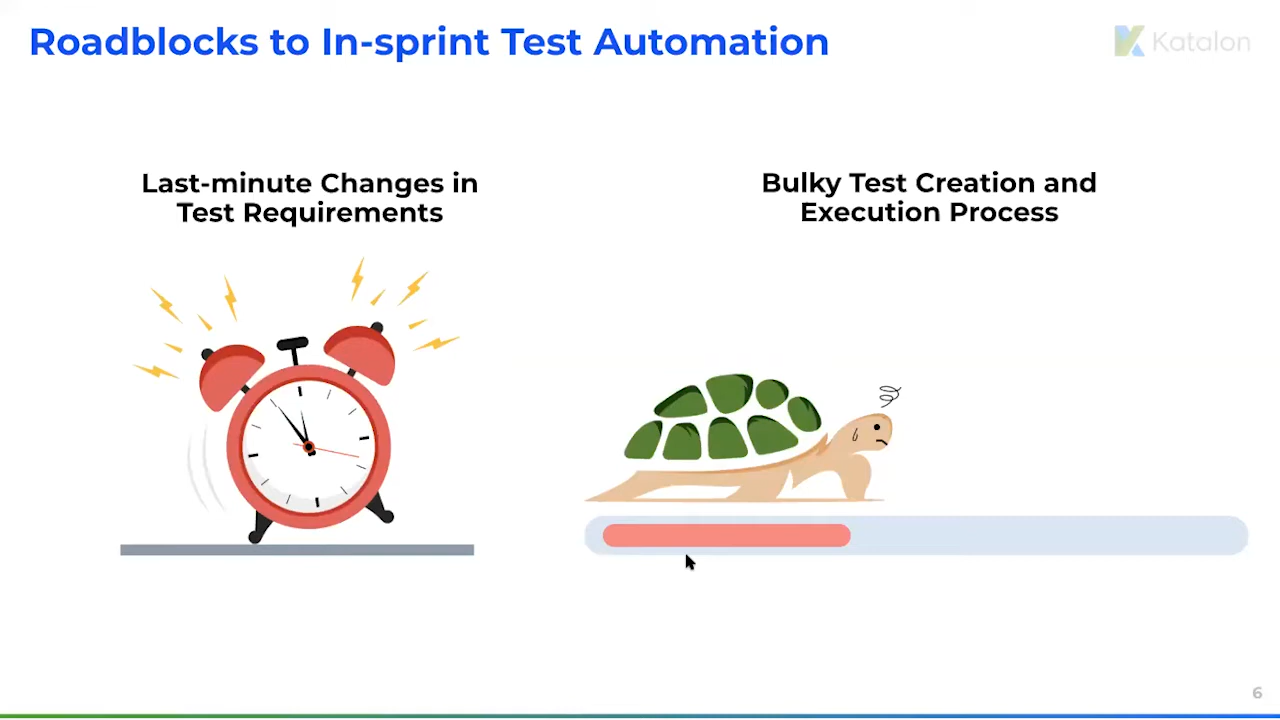 Roadblocks to In-sprint Test Automation
Katalon
Last-minute Changes in
Test Requirements
Bulky Test Creation and
Execution Process
6